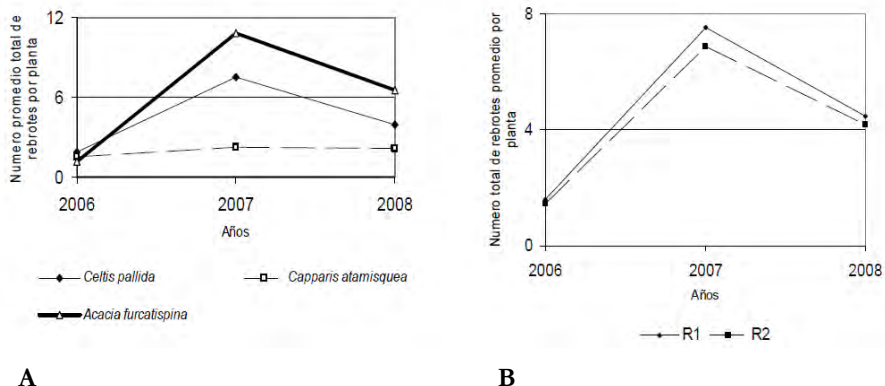 Numero promedio total de
rebrotes por planta
12
6
0
2006
2007
2008
Años
Celtis pallida
Capparis atamisquea
Acacia furcatispina
A
Numero total de rebrotes promedio por
planta
8
4
0
2006
2007
2008
Años
R1
R2
B